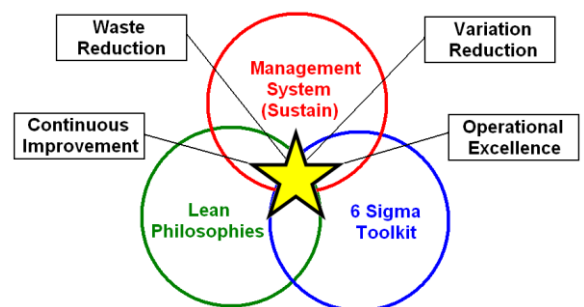 Waste
Reduction
Variation
Reduction
Management
System
(Sustain)
Continuous
Improvement
Operational
Excellence
Lean
Philosophies
6 Sigma
Toolkit